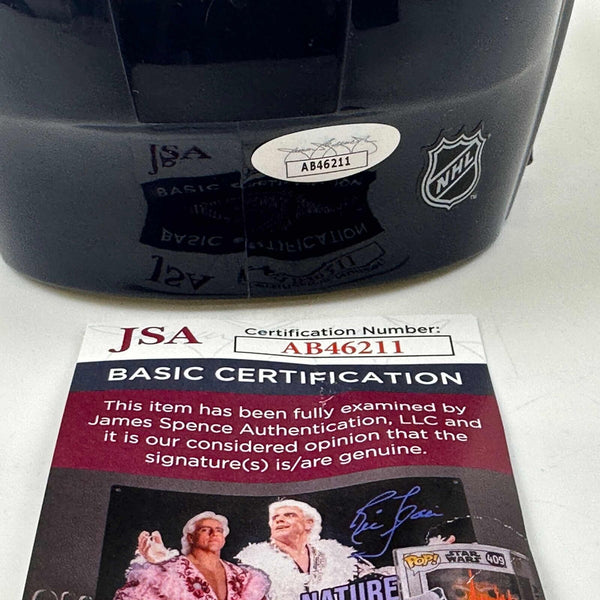 AB46211
NHL
JSA
Certification Number:
AB46211
BASIC CERTIFICATION
This item has been fully examined by
James Spence Authentication, LLC and
it is our considered opinion that the
signature(s) is/are genuine.
POP!
STAR
WARS
409
NATURE